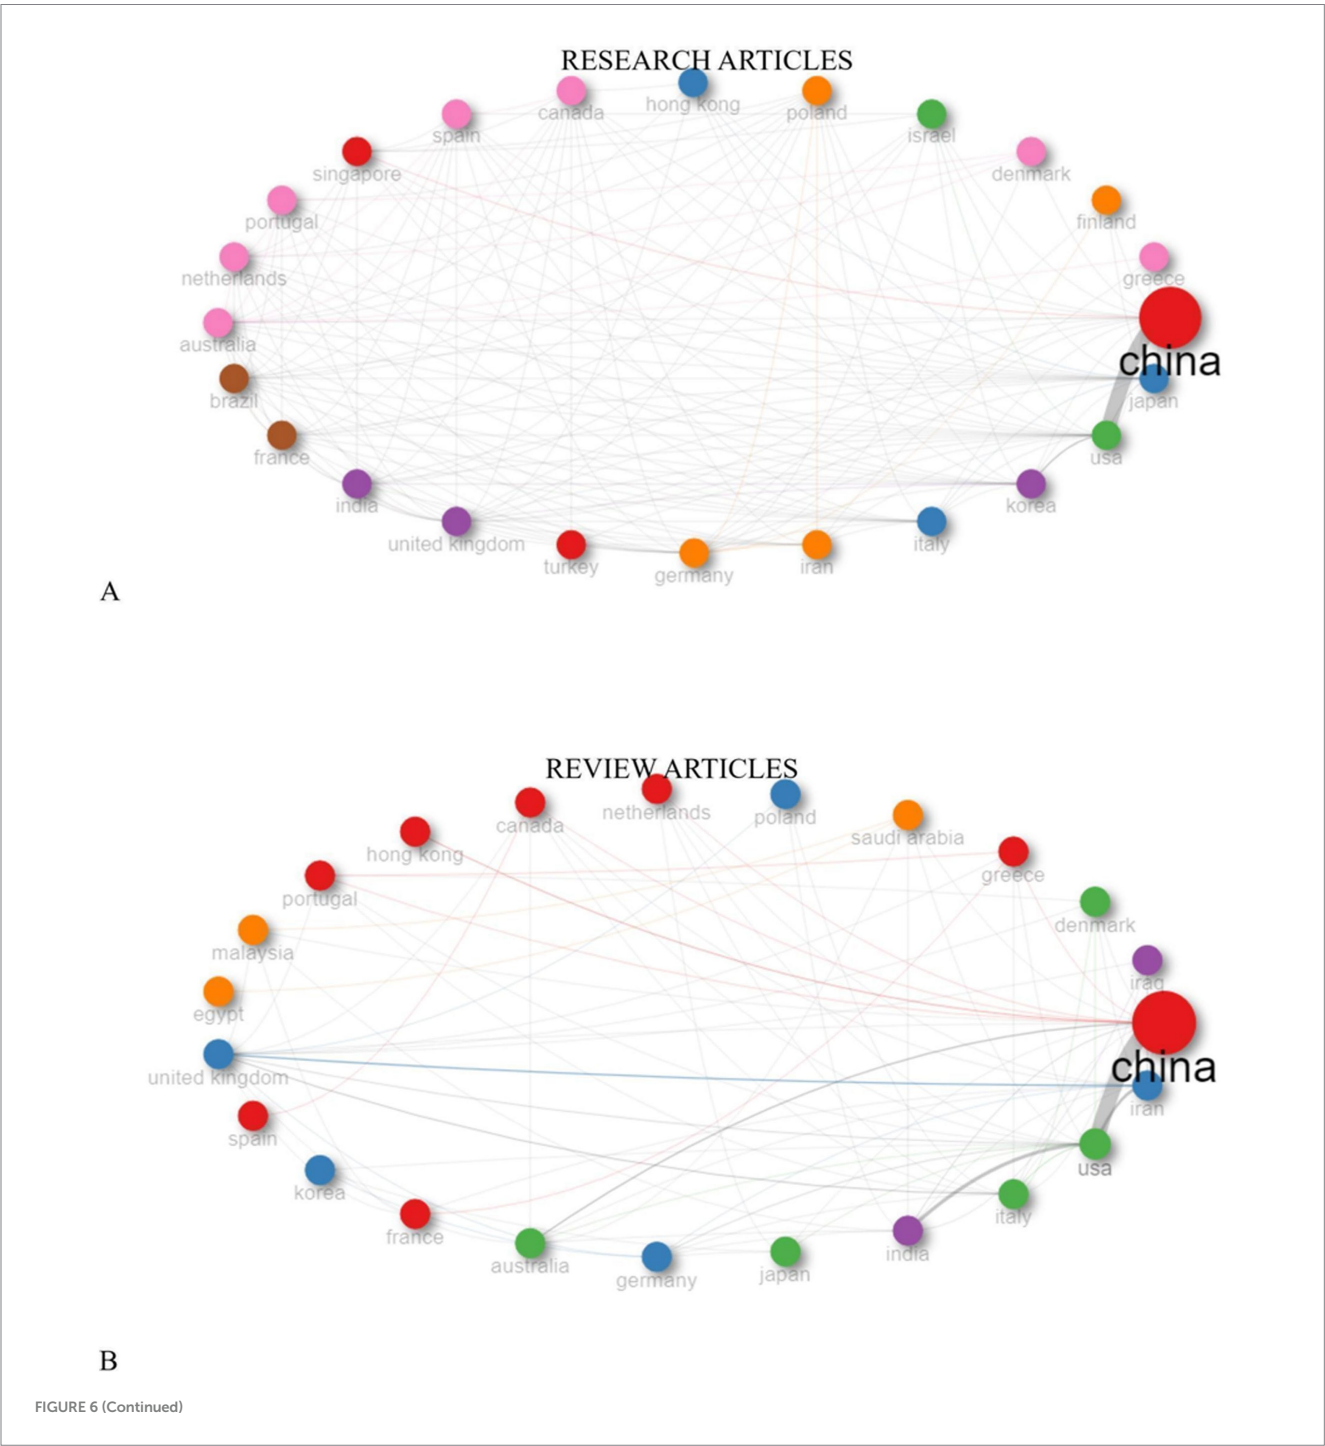 RESEARCH ARTICLES
hong kong
canada
poland
spain
israel
singapore
denmark
portugal
finland
netherlands
greece
australia
china
brazil
japan
france
usa
india
korea
united kingdom
italy
turkey
germany
iran
A
REVIEW ARTICLES
netherlands
poland
canada
saudi arabia
hong kong
greece
portugal
denmark
malaysia
iraq
egypt
china
united kingdom
iran
spain
usa
korea
italy
france
india
australia
japan
germany
B
FIGURE 6 (Continued)